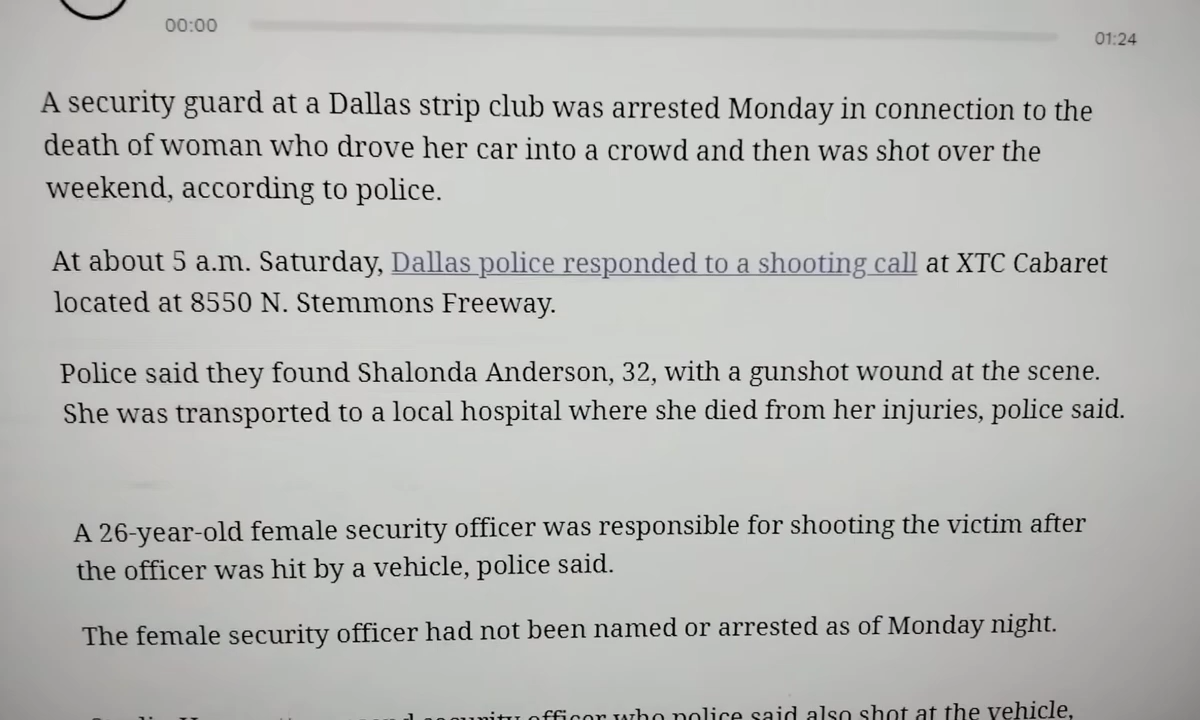 00:00
01:24
A security guard at a Dallas strip club was arrested Monday in connection to the
death of woman who drove her car into a crowd and then was shot over the
weekend, according to police.
At about 5 a.m. Saturday, Dallas police responded to a shooting call at XTC Cabaret
located at 8550 N. Stemmons Freeway.
Police said they found Shalonda Anderson, 32, with a gunshot wound at the scene.
She was transported to a local hospital where she died from her injuries, police said.
A 26-year-old female security officer was responsible for shooting the victim after
the officer was hit by a vehicle, police said.
The female security officer had not been named or arrested as of Monday night.
security officer who police said also shot at the vehicle,